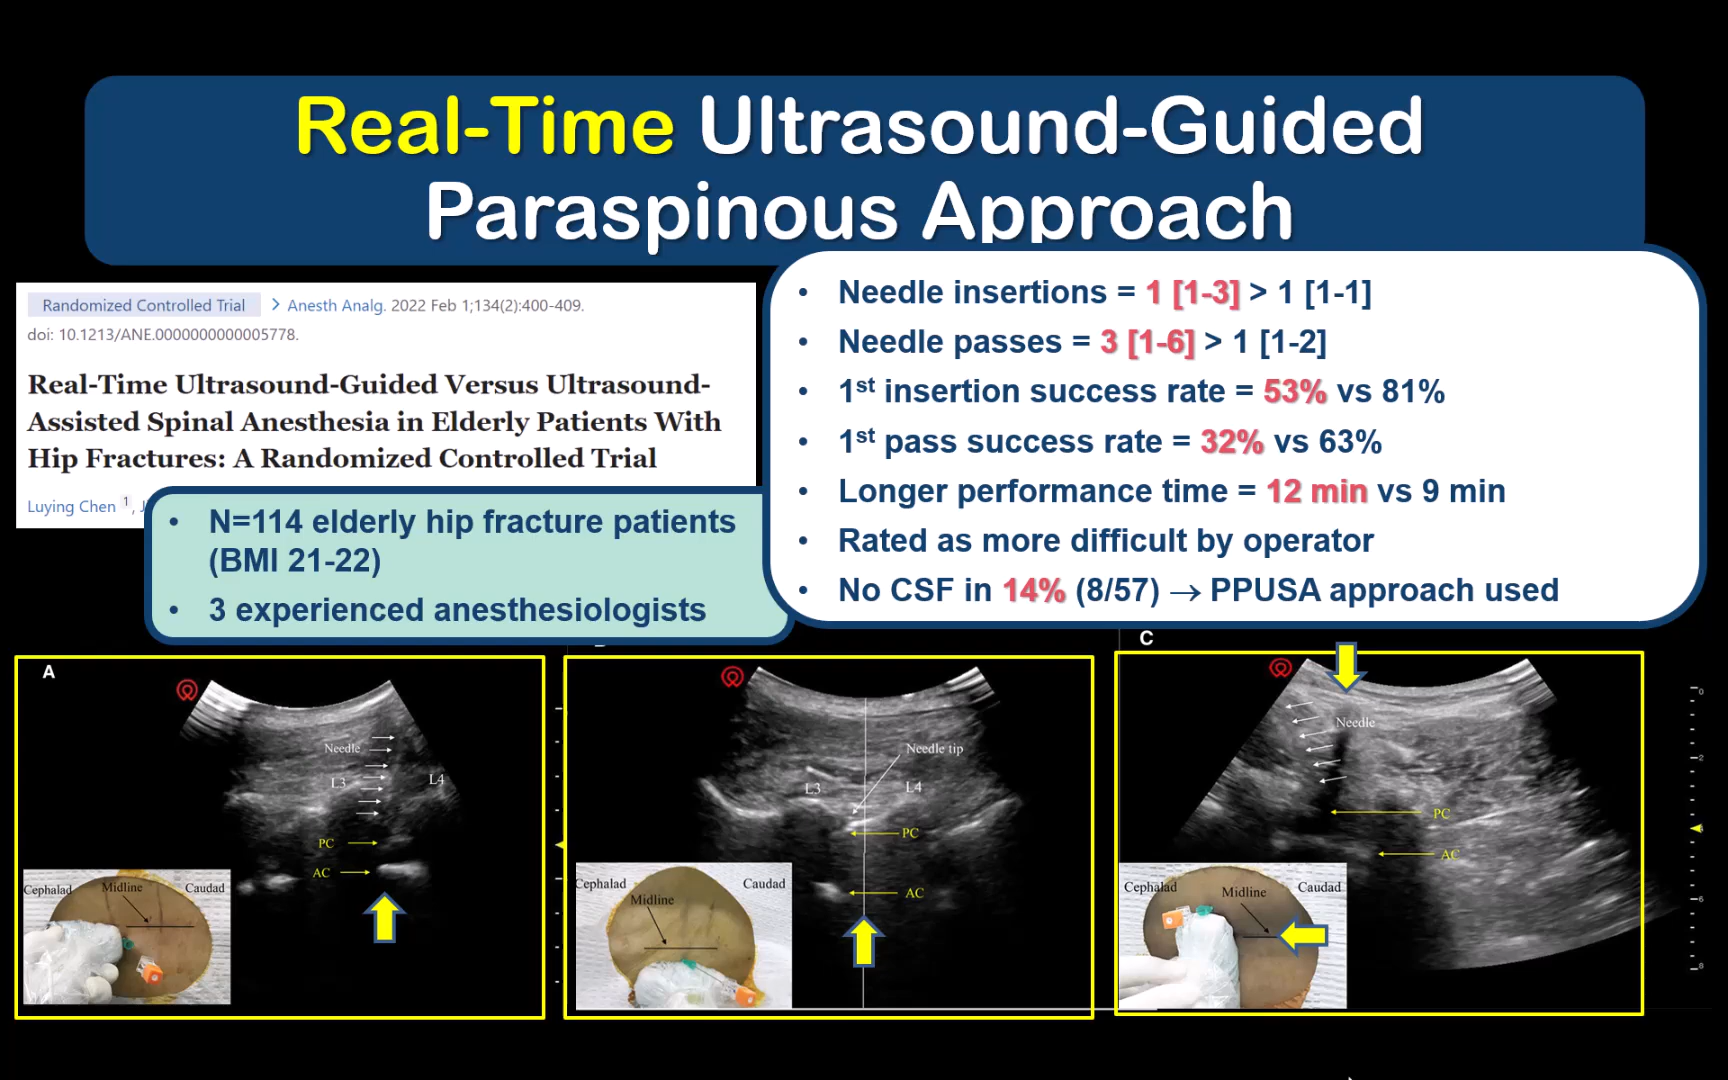 Real-Time Ultrasound-Guided
Paraspinous Approach
Randomized Controlled Trial > Anesth Analg. 2022 Feb 1;134(2):400-409.
doi: 10.1213/ANE.0000000000005778.
Real-Time Ultrasound-Guided Versus Ultrasound-
Assisted Spinal Anesthesia in Elderly Patients With
Hip Fractures: A Randomized Controlled Trial
Luying Chen 1,
• N=114 elderly hip fracture patients
(BMI 21-22)
• 3 experienced anesthesiologists
• Needle insertions = 1 [1-3] > 1 [1-1]
• Needle passes = 3 [1-6] > 1 [1-2]
• 1st insertion success rate = 53% vs 81%
• 1st pass success rate = 32% vs 63%
• Longer performance time = 12 min vs 9 min
• Rated as more difficult by operator
• No CSF in 14% (8/57) → PPUSA approach used
A
Needle
L3
L4
PC
AC
Cephalad
Midline
Caudad
Needle tip
L3
L4
PC
AC
Cephalad
Caudad
Midline
C
Needle
PC
AC
Cephalad
Midline
Caudad
0
2
6
8